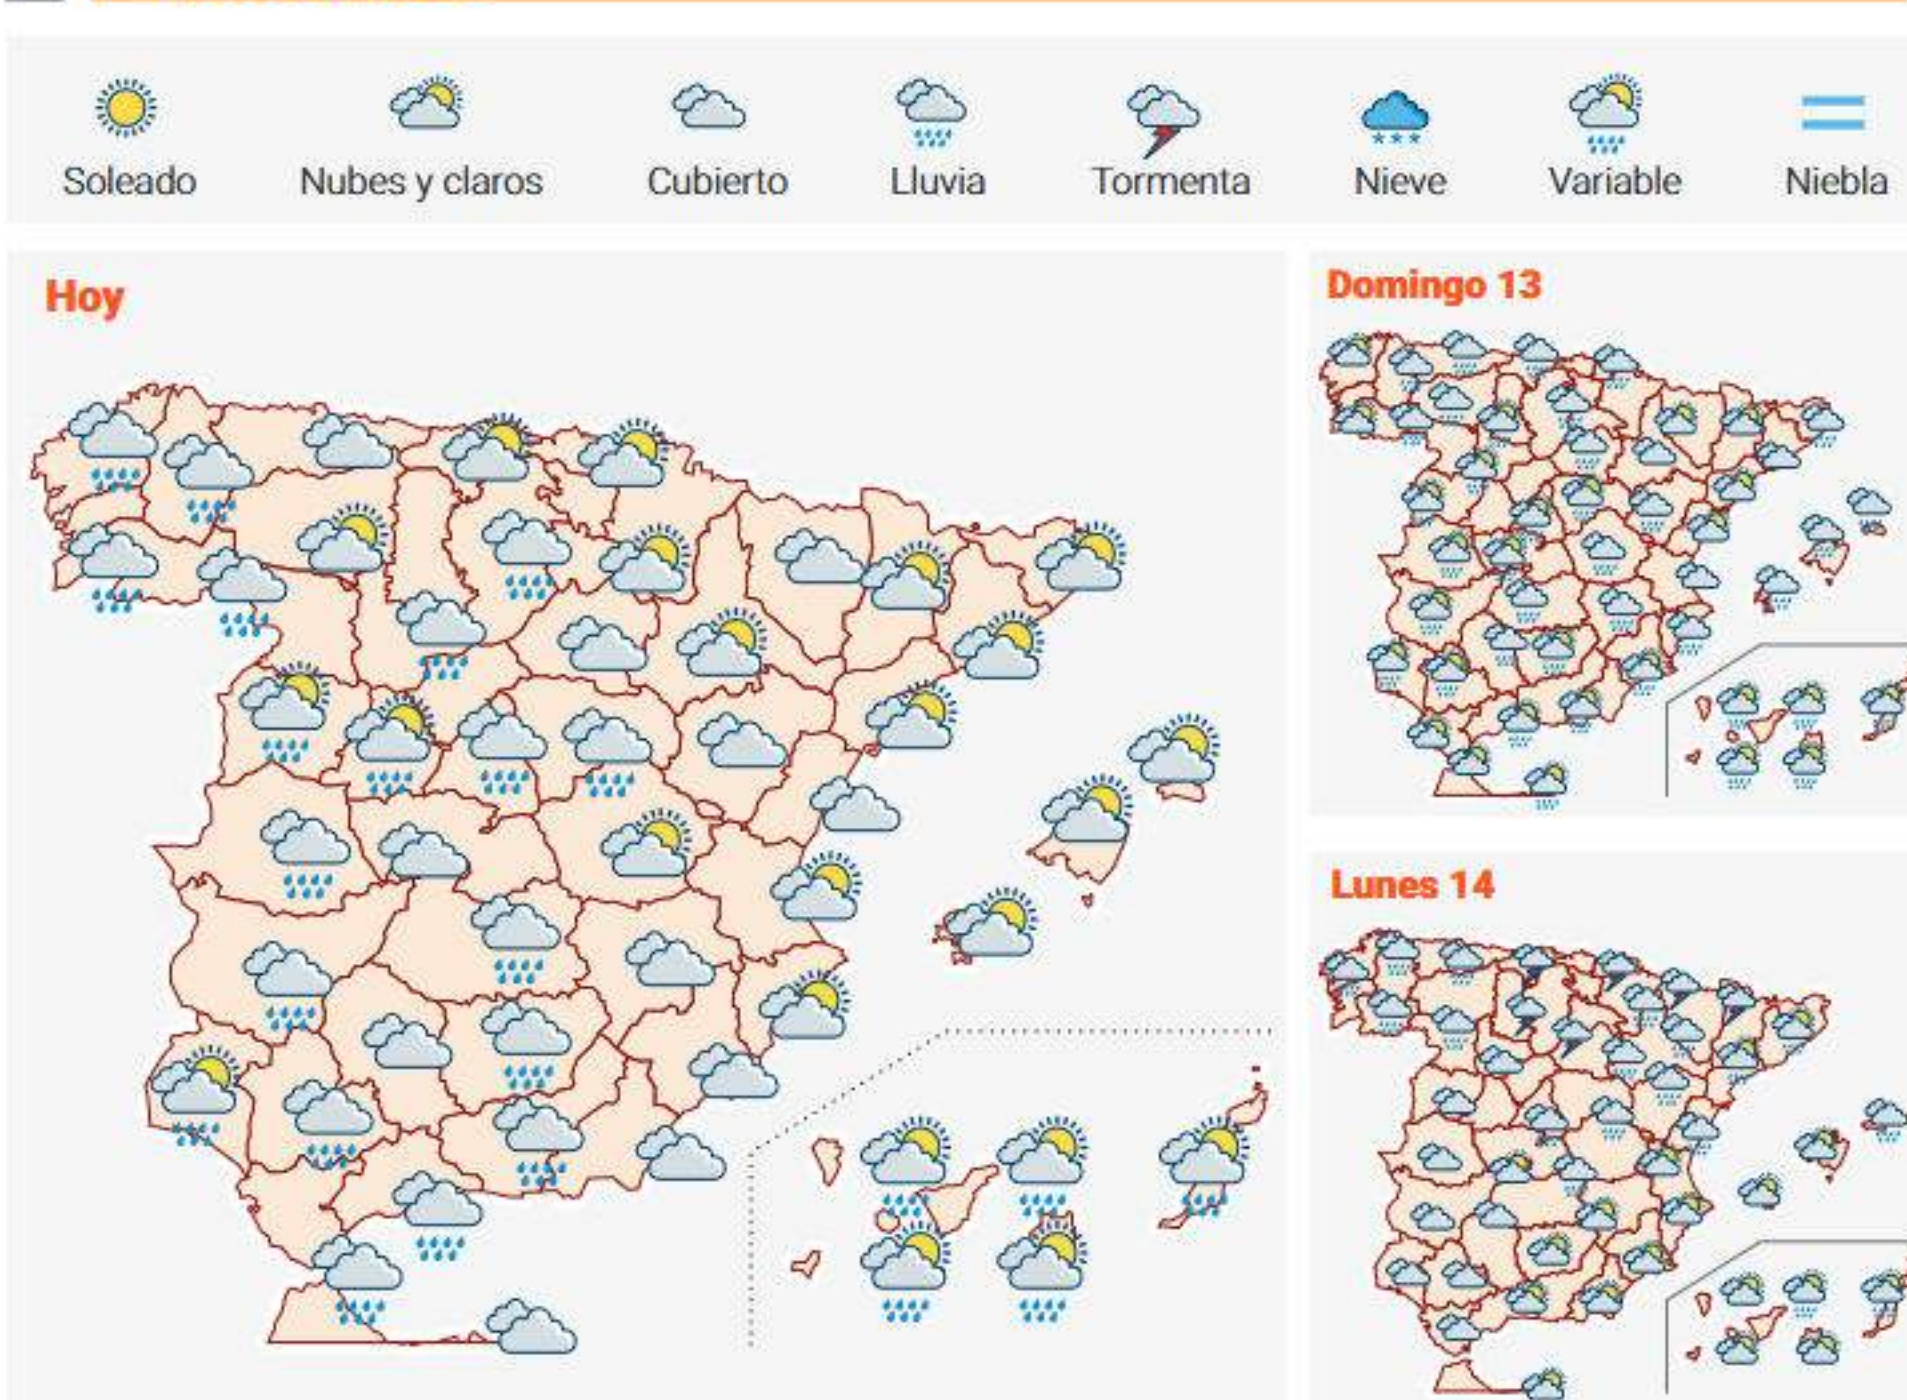 Soleado
Nubes y claros
Cubierto
Lluvia
Tormenta
Nieve
Variable
Niebla
Hoy
Domingo 13
Lunes 14